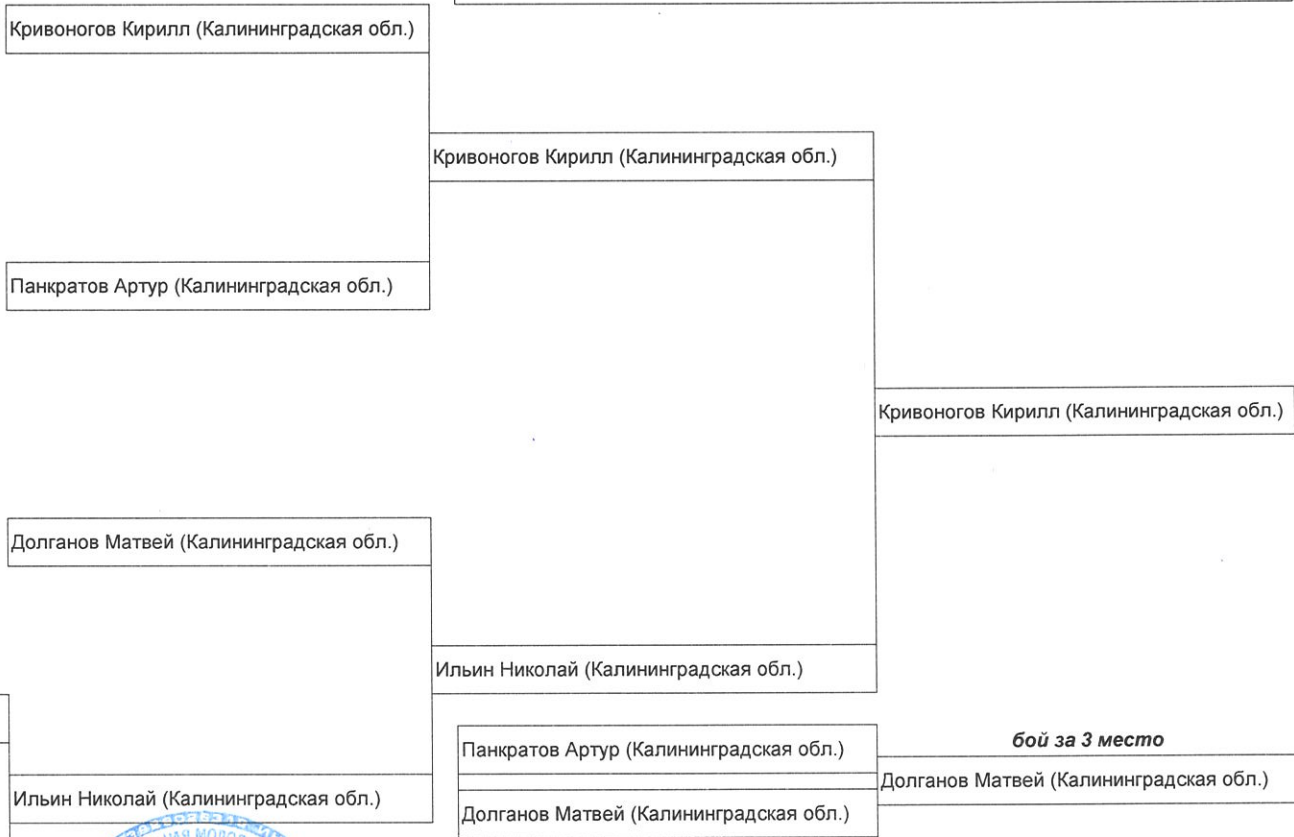 Кривоногов Кирилл (Калининградская обл.)
Кривоногов Кирилл (Калининградская обл.)
Панкратов Артур (Калининградская обл.)
Кривоногов Кирилл (Калининградская обл.)
Долганов Матвей (Калининградская обл.)
Ильин Николай (Калининградская обл.)
бой за 3 место
Панкратов Артур (Калининградская обл.)
Долганов Матвей (Калининградская обл.)
Ильин Николай (Калининградская обл.)
Долганов Матвей (Калининградская обл.)